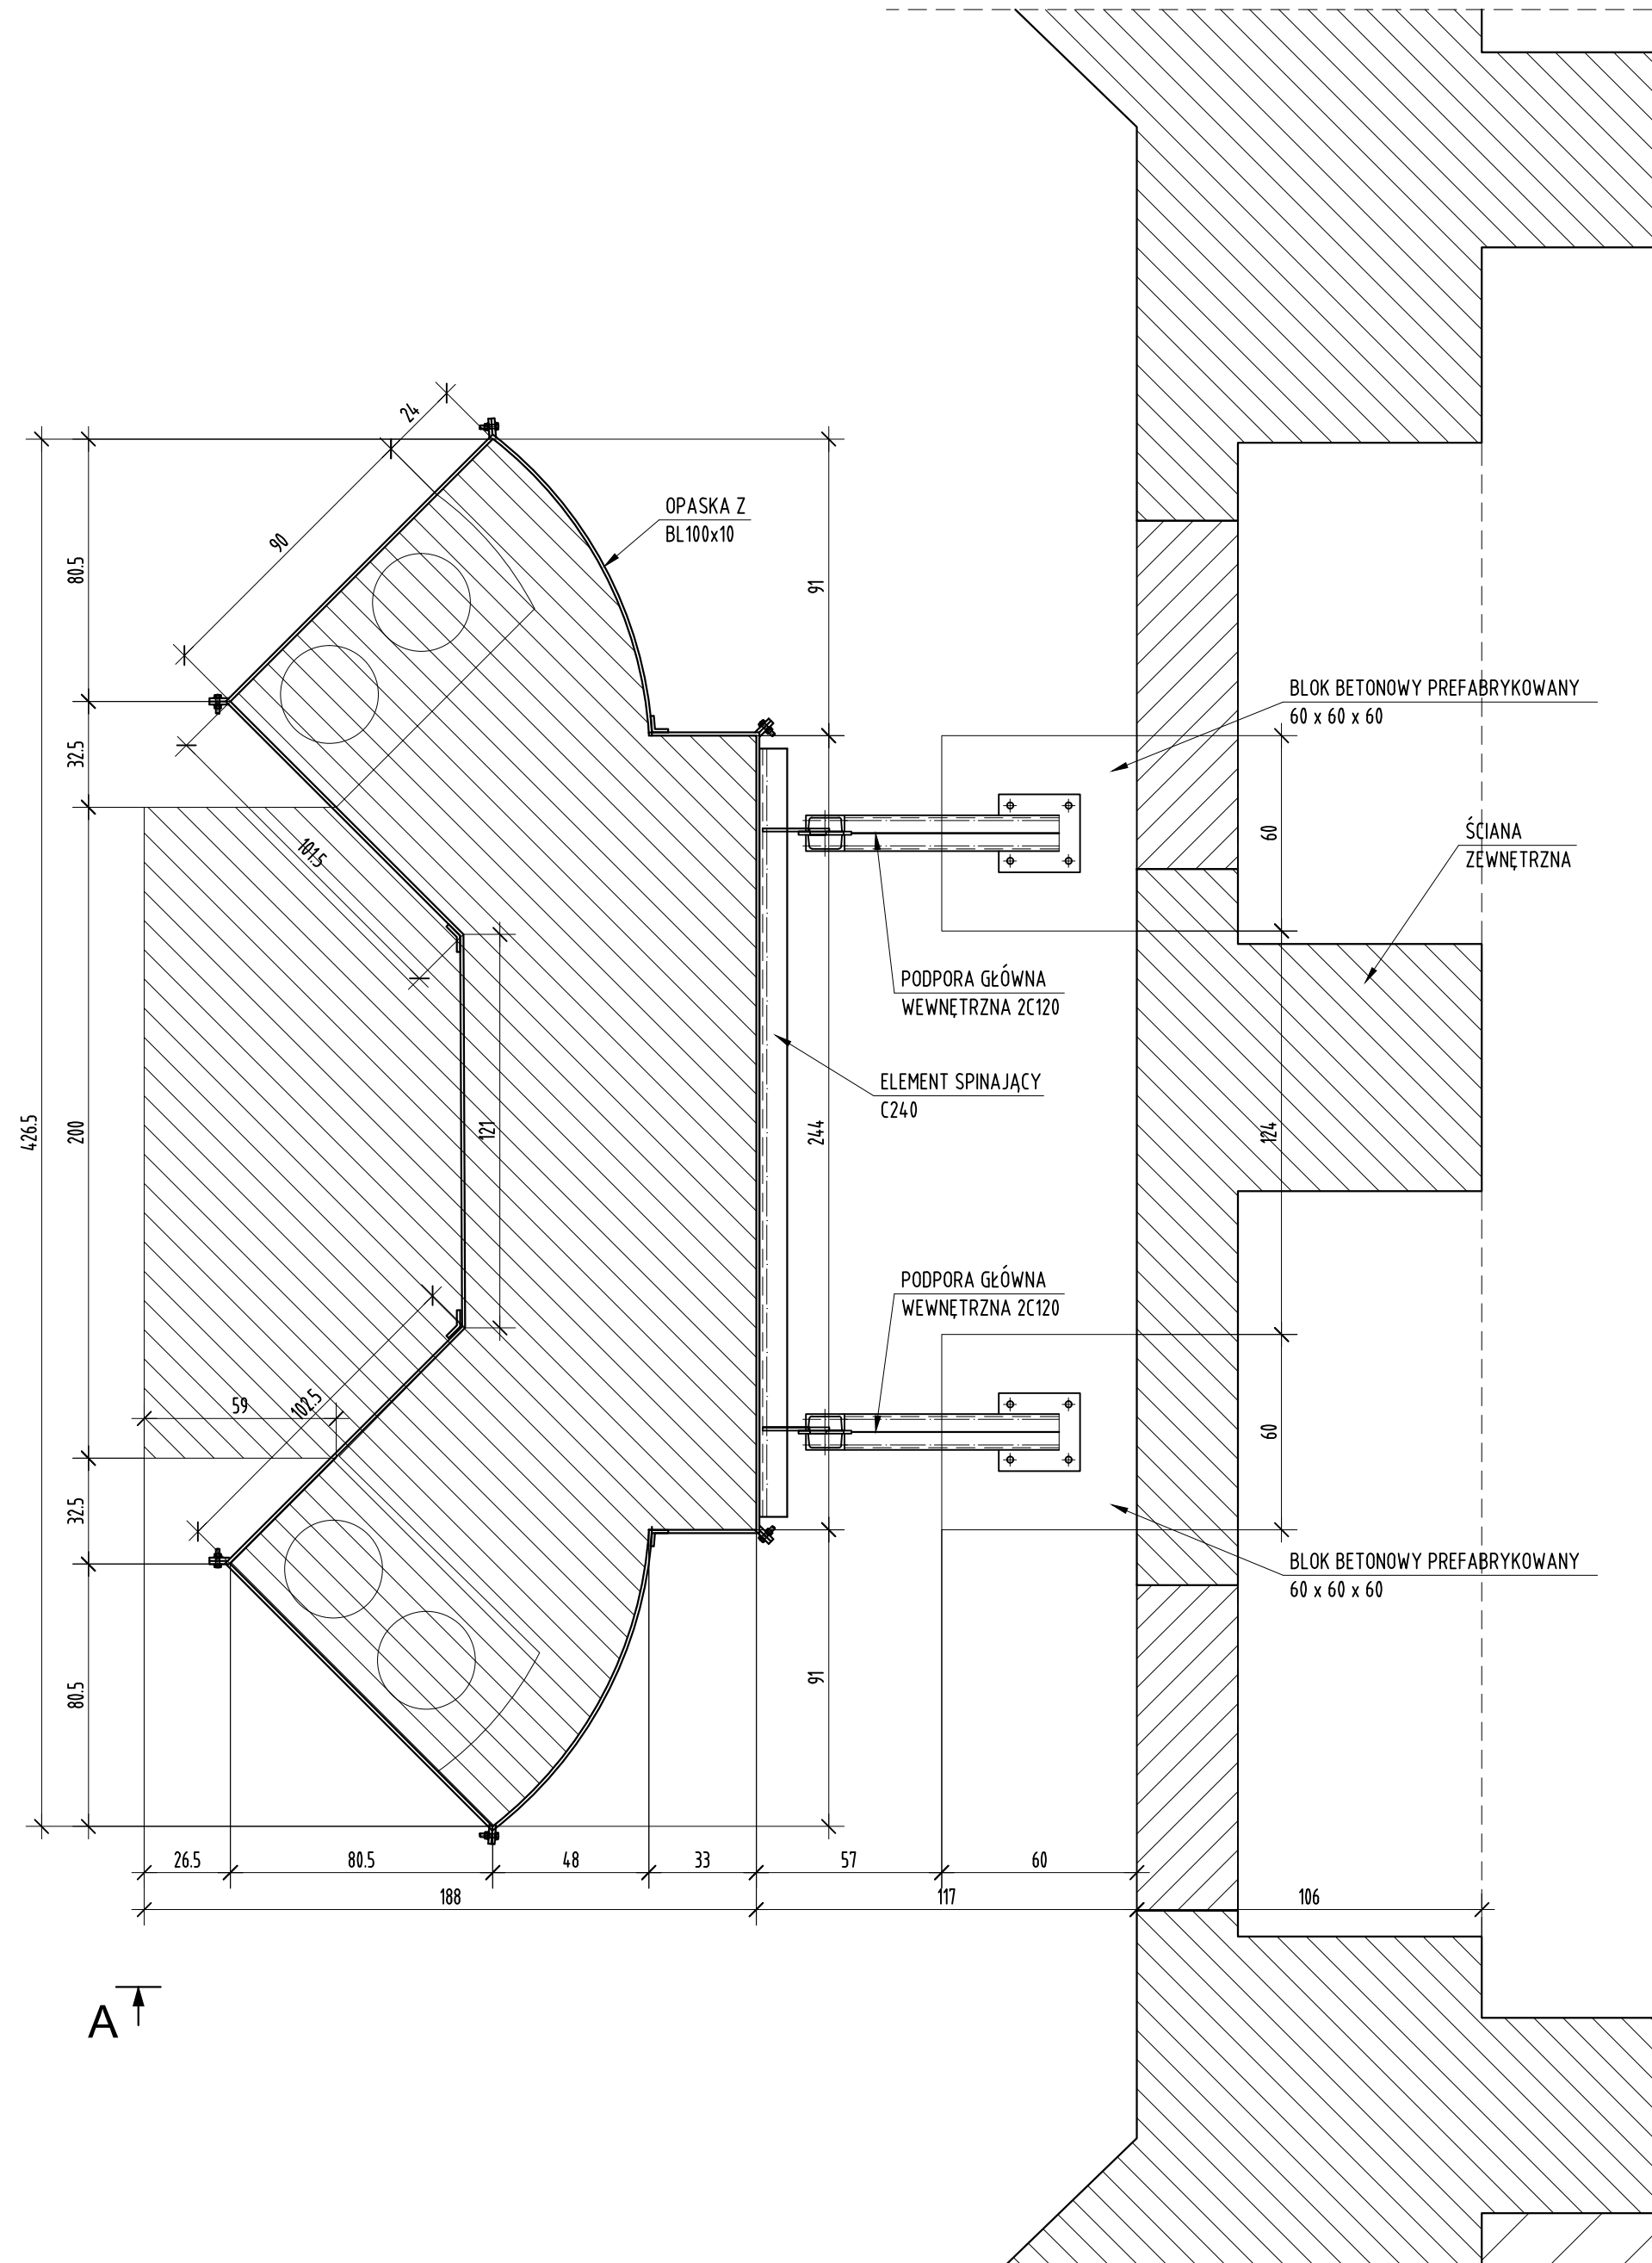 24
OPASKA Z
BL100x10
90
80.5
91
BLOK BETONOWY PREFABRYKOWANY
60 x 60 x 60
32.5
60
ŚCIANA
ZEWNĘTRZNA
101.5
PODPORA GŁÓWNA
WEWNĘTRZNA 2C120
ELEMENT SPINAJĄCY
C240
426.5
200
121
244
124
PODPORA GŁÓWNA
WEWNĘTRZNA 2C120
59
102.5
60
32.5
BLOK BETONOWY PREFABRYKOWANY
60 x 60 x 60
80.5
91
26.5
80.5
48
33
57
60
188
117
106
A